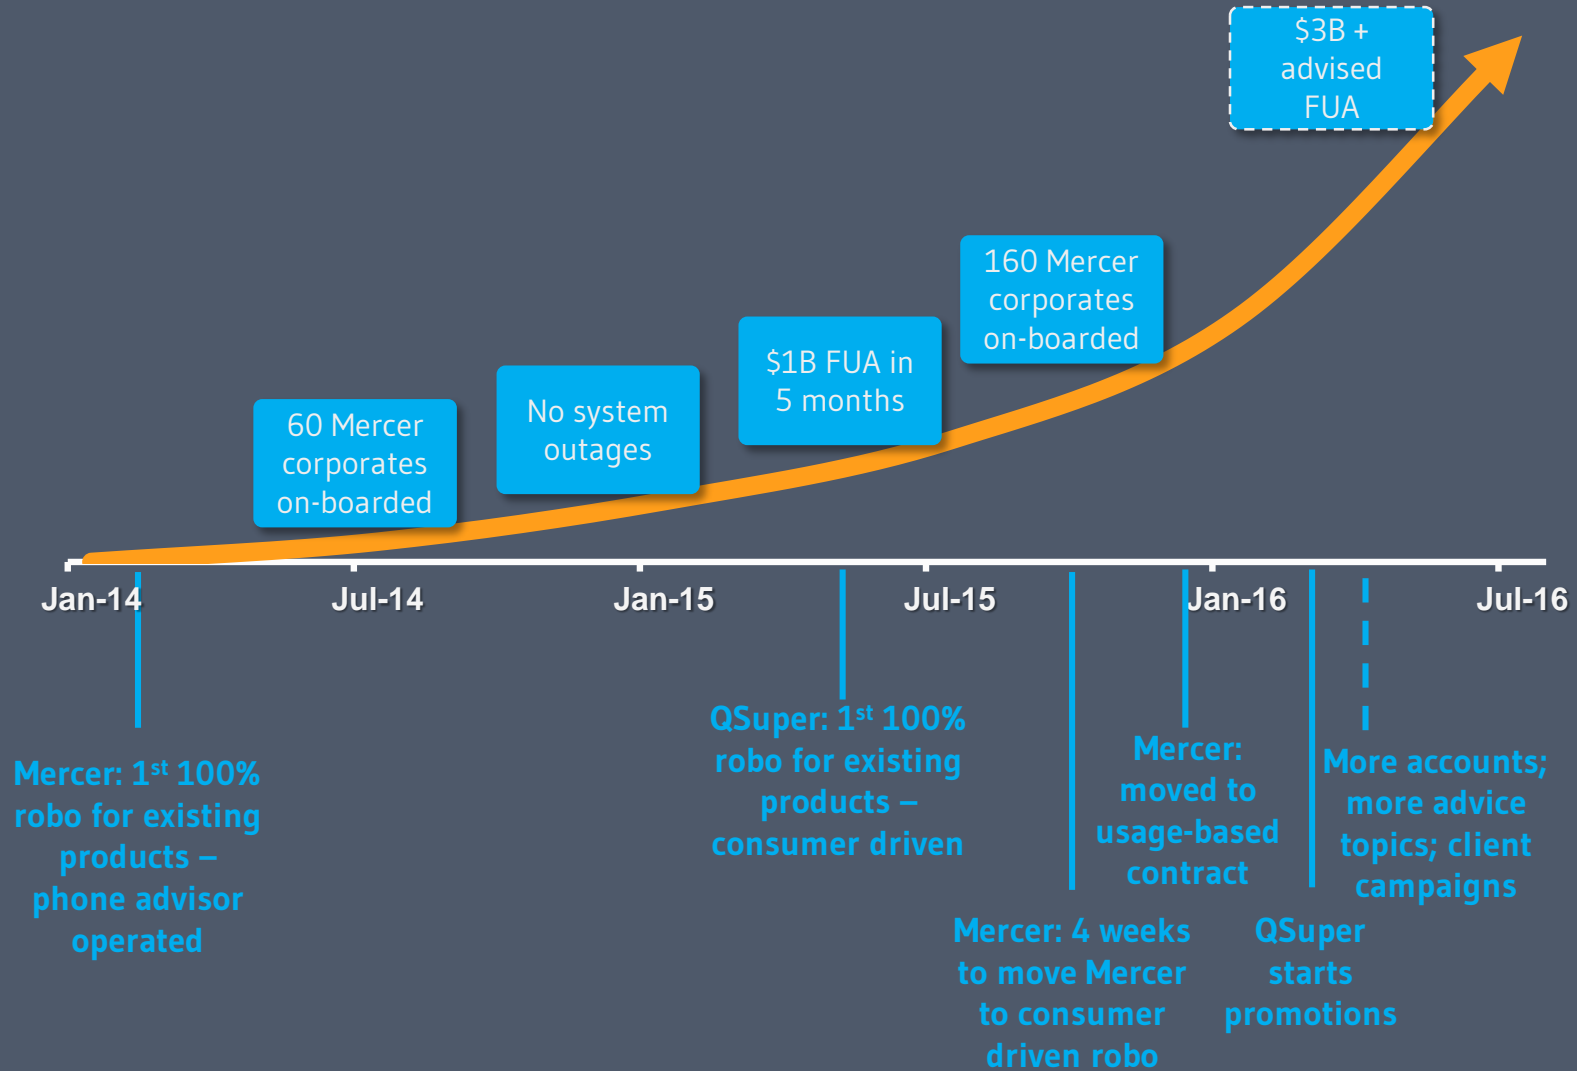 $3B +
advised
FUA
160 Mercer
corporates
on-boarded
$1B FUA in
5 months
No system
outages
60 Mercer
corporates
on-boarded
Jan-14
Jul-14
Jan-15
Jul-15
Jan-16
Jul-16
Mercer: 1st 100%
robo for existing
products –
phone advisor
operated
QSuper: 1st 100%
robo for existing
products –
consumer driven
Mercer: 4 weeks
to move Mercer
to consumer
driven robo
Mercer:
moved to
usage-based
contract
QSuper
starts
promotions
More accounts;
more advice
topics; client
campaigns